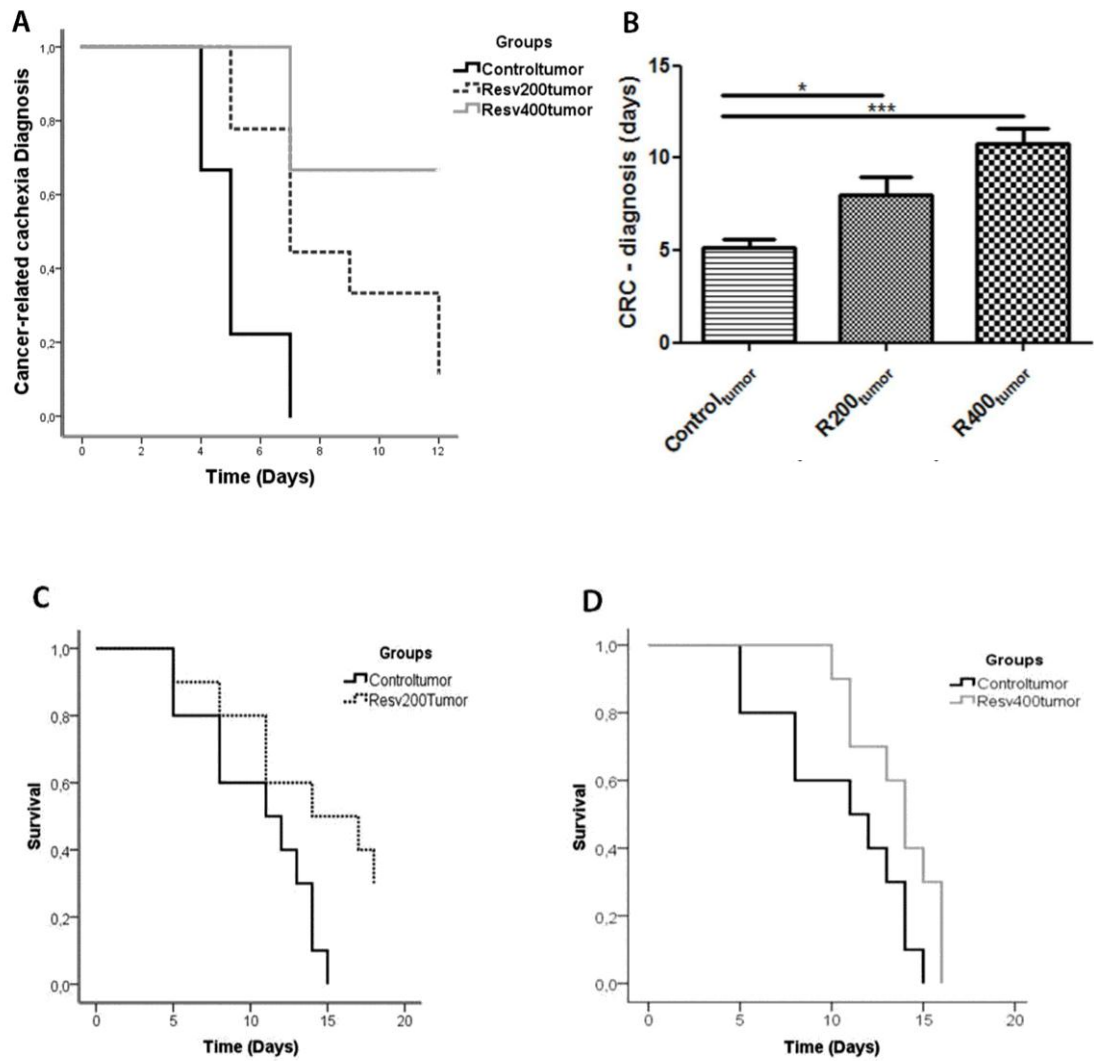 A
Cancer-related cachexia Diagnosis
1,0
0,8
0,6
0,4
0,2
0,0
0 2 4 6 8 10 12
Time (Days)
Groups
Controltumor
Resv200tumor
Resv400tumor
B
CRC - diagnosis (days)
15
10
5
0
*
***
Controltumor
R200tumor
R400tumor
C
Survival
1,0
0,8
0,6
0,4
0,2
0,0
0 5 10 15 20
Time (Days)
Groups
Controltumor
Resv200Tumor
D
Survival
1,0
0,8
0,6
0,4
0,2
0,0
0 5 10 15 20
Time (Days)
Groups
Controltumor
Resv400tumor